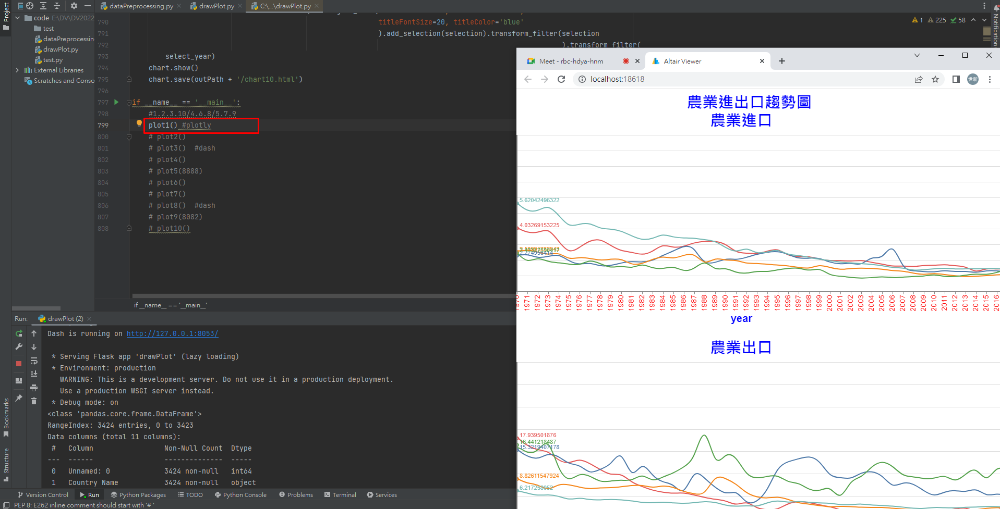 Project
dataPreprocessing.py
drawPlot.py
C:\...\drawPlot.py
code E:\DV\DV2022
test
dataPreprocessin
drawPlot.py
test.py
External Libraries
Scratches and Conso
1 225 58
Notifications
790 titleFontSize=20, titleColor='blue'
791 ).add_selection(selection).transform_filter(selection
792 ).transform_filter(
793 select_year)
794 chart.show()
795 chart.save(outPath + '/chart10.html')
796
797 if __name__ == '__main__':
798 #1.2.3.10/4.6.8/5.7.9
799 plot1() #plotly
800 # plot2()
801 # plot3() #dash
802 # plot4()
803 # plot5(8888)
804 # plot6()
805 # plot7()
806 # plot8() #dash
807 # plot9(8082)
808 # plot10()
if __name__ == '__main__'
Run: drawPlot (2)
Dash is running on http://127.0.0.1:8053/
* Serving Flask app 'drawPlot' (lazy loading)
* Environment: production
WARNING: This is a development server. Do not use it in a production deployment.
Use a production WSGI server instead.
* Debug mode: on
<class 'pandas.core.frame.DataFrame'>
RangeIndex: 3424 entries, 0 to 3423
Data columns (total 11 columns):
# Column Non-Null Count Dtype
--- ------ -------------- -----
0 Unnamed: 0 3424 non-null int64
1 Country Name 3424 non-null object
Bookmarks
Structure
Version Control
Run
Python Packages
TODO
Python Console
Problems
Terminal
Services
PEP 8: E262 inline comment should start with '# '
Meet - rbc-hdya-hnm
Altair Viewer
localhost:18618
世新
農業進出口趨勢圖
農業進口
5.62042496322
4.03269153225
2.274956414
1970 1971 1972 1973 1974 1975 1976 1977 1978 1979 1980 1981 1982 1983 1984 1985 1986 1987 1988 1989 1990 1991 1992 1993 1994 1995 1996 1997 1998 1999 2000 2001 2002 2003 2004 2005 2006 2007 2008 2009 2010 2011 2012 2013 2014 2015 2016
year
農業出口
17.939501876
16.441218487
15.3219407178
8.82611547924
6.217258052